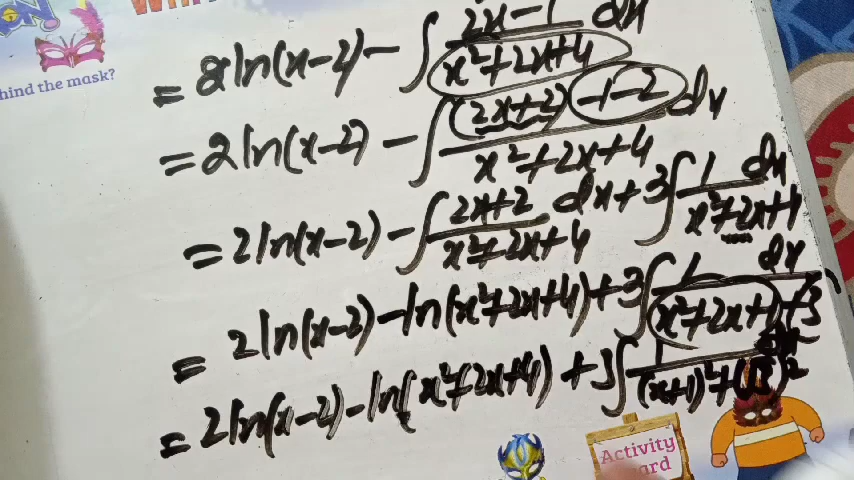 hind the mask?
= 2ln(x-2) - ∫ (2x-1)/(x²+2x+4) dx
= 2ln(x-2) - ∫ ((2x+2)-1-2)/(x²+2x+4) dx
= 2ln(x-2) - ∫ (2x+2)/(x²+2x+4) dx + 3∫ 1/(x²+2x+4) dx
= 2ln(x-2) - ln(x²+2x+4) + 3∫ 1/((x²+2x+1)+3) dx
= 2ln(x-2) - ln(x²+2x+4) + 3∫ 1/((x+1)²+(√3)²) dx
Activity